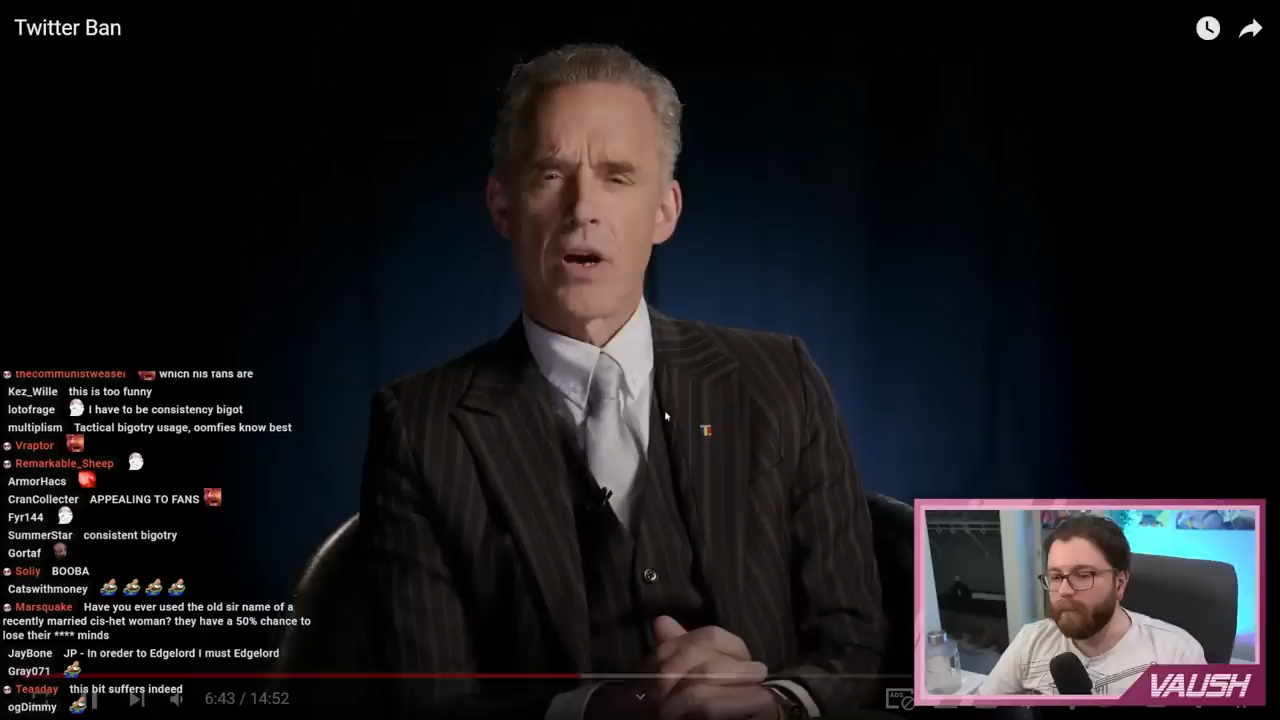 Twitter Ban
thecommunistweasel which his fans are
Kez_Wille this is too funny
lotofrage I have to be consistency bigot
multiplism Tactical bigotry usage, oomfies know best
Vraptor
Remarkable_Sheep
ArmorHacs
CranCollecter APPEALING TO FANS
Fyr144
SummerStar consistent bigotry
Gortaf
Soliy BOOBA
Catswithmoney
Marsquake Have you ever used the old sir name of a
recently married cis-het woman? they have a 50% chance to
lose their **** minds
JayBone JP - In oreder to Edgelord I must Edgelord
Gray071
Teasday this bit suffers indeed
ogDimmy
6:43 / 14:52
ADS
VAUSH